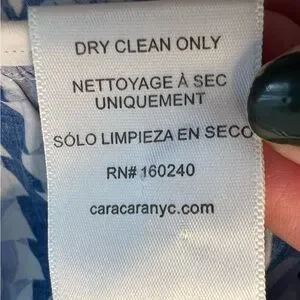 DRY CLEAN ONLY
NETTOYAGE À SEC
UNIQUEMENT
SÓLO LIMPIEZA EN SECO
RN# 160240
caracaranyc.com